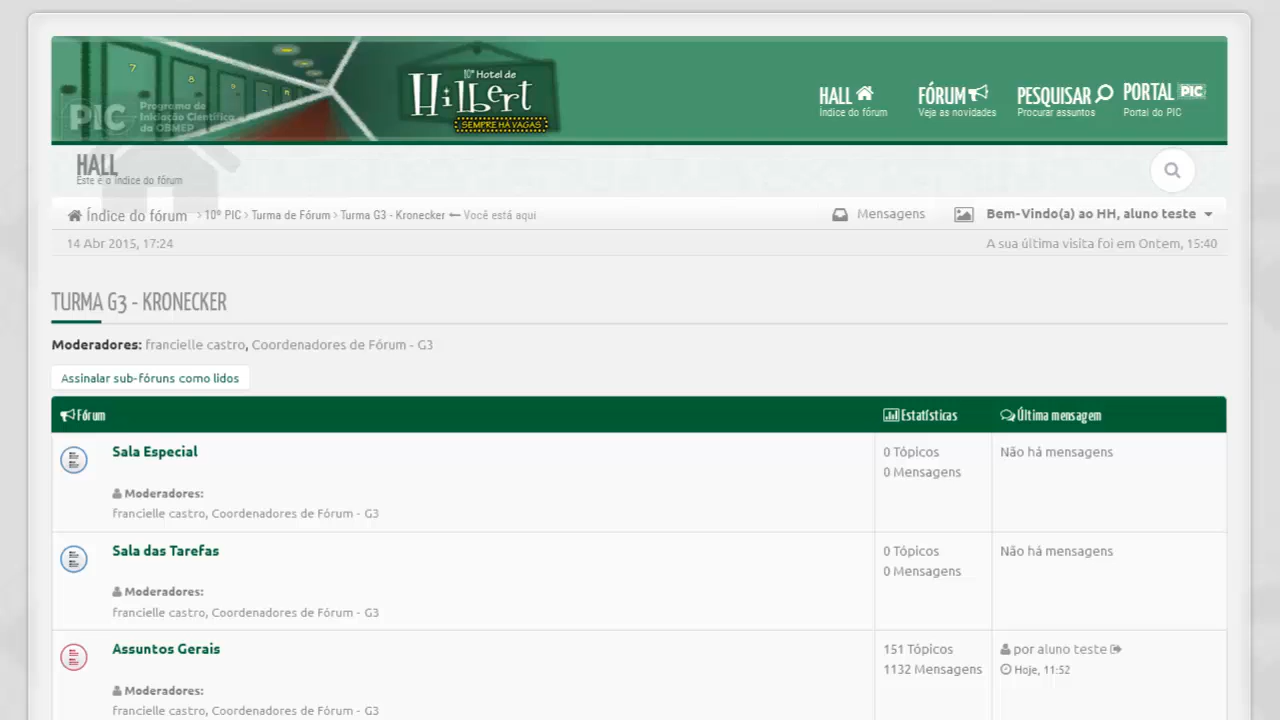 7
8
9
PIC Programa de
Iniciação Científica
da OBMEP
10º Hotel de
Hilbert
SEMPRE HÁ VAGAS
HALL
Índice do fórum
FÓRUM
Veja as novidades
PESQUISAR
Procurar assuntos
PORTAL PIC
Portal do PIC
HALL
Este é o índice do fórum
Índice do fórum › 10º PIC › Turma de Fórum › Turma G3 - Kronecker Você está aqui
Mensagens
Bem-Vindo(a) ao HH, aluno teste
14 Abr 2015, 17:24
A sua última visita foi em Ontem, 15:40
TURMA G3 - KRONECKER
Moderadores: francielle castro, Coordenadores de Fórum - G3
Assinalar sub-fóruns como lidos
Fórum
Estatísticas
Última mensagem
Sala Especial
Moderadores:
francielle castro, Coordenadores de Fórum - G3
0 Tópicos
0 Mensagens
Não há mensagens
Sala das Tarefas
Moderadores:
francielle castro, Coordenadores de Fórum - G3
0 Tópicos
0 Mensagens
Não há mensagens
Assuntos Gerais
Moderadores:
francielle castro, Coordenadores de Fórum - G3
151 Tópicos
1132 Mensagens
por aluno teste
Hoje, 11:52